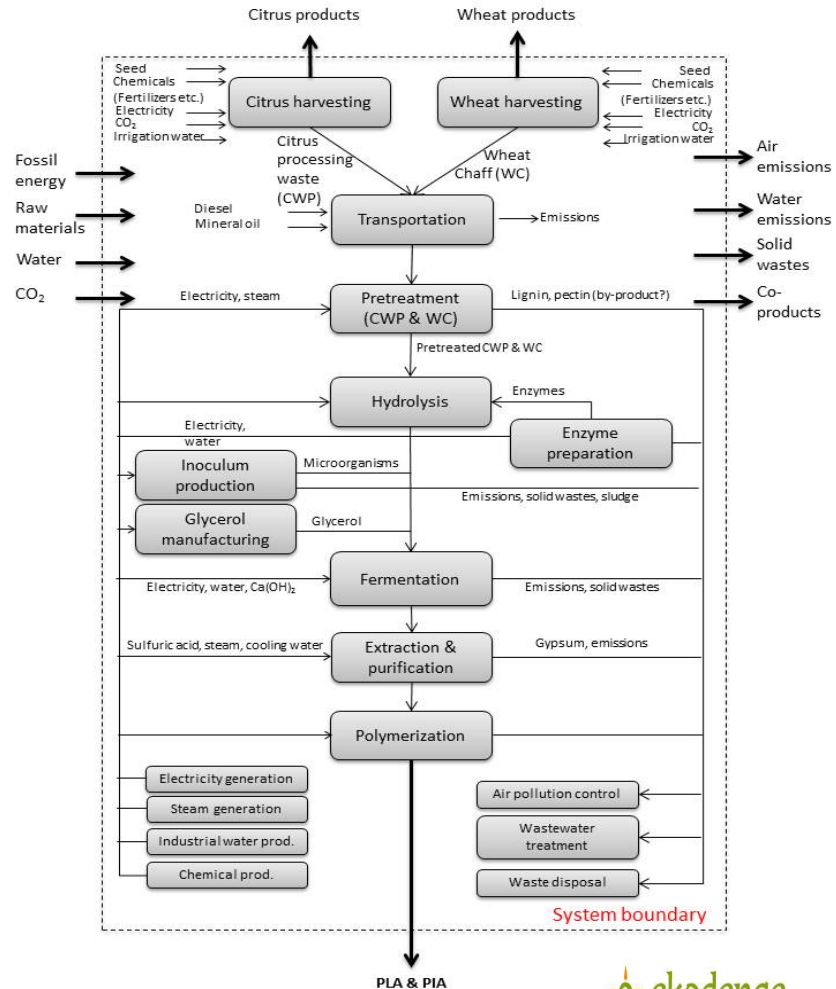 Citrus products
Wheat products
Seed
Chemicals
(Fertilizers etc.)
Electricity
CO₂
Irrigation water
Citrus harvesting
Wheat harvesting
Seed
Chemicals
(Fertilizers etc.)
Electricity
CO₂
Irrigation water
Citrus
processing
waste
(CWP)
Wheat
Chaff (WC)
Fossil
energy
Raw
materials
Water
CO₂
Air
emissions
Water
emissions
Solid
wastes
Co-
products
Diesel
Mineral oil
Transportation
Emissions
Electricity, steam
Pretreatment
(CWP & WC)
Lignin, pectin (by-product?)
Pretreated CWP & WC
Hydrolysis
Enzymes
Electricity,
water
Enzyme
preparation
Inoculum
production
Microorganisms
Emissions, solid wastes, sludge
Glycerol
manufacturing
Glycerol
Fermentation
Electricity, water, Ca(OH)₂
Emissions, solid wastes
Sulfuric acid, steam, cooling water
Extraction &
purification
Gypsum, emissions
Polymerization
Electricity generation
Steam generation
Industrial water prod.
Chemical prod.
Air pollution control
Wastewater
treatment
Waste disposal
System boundary
PLA & PIA